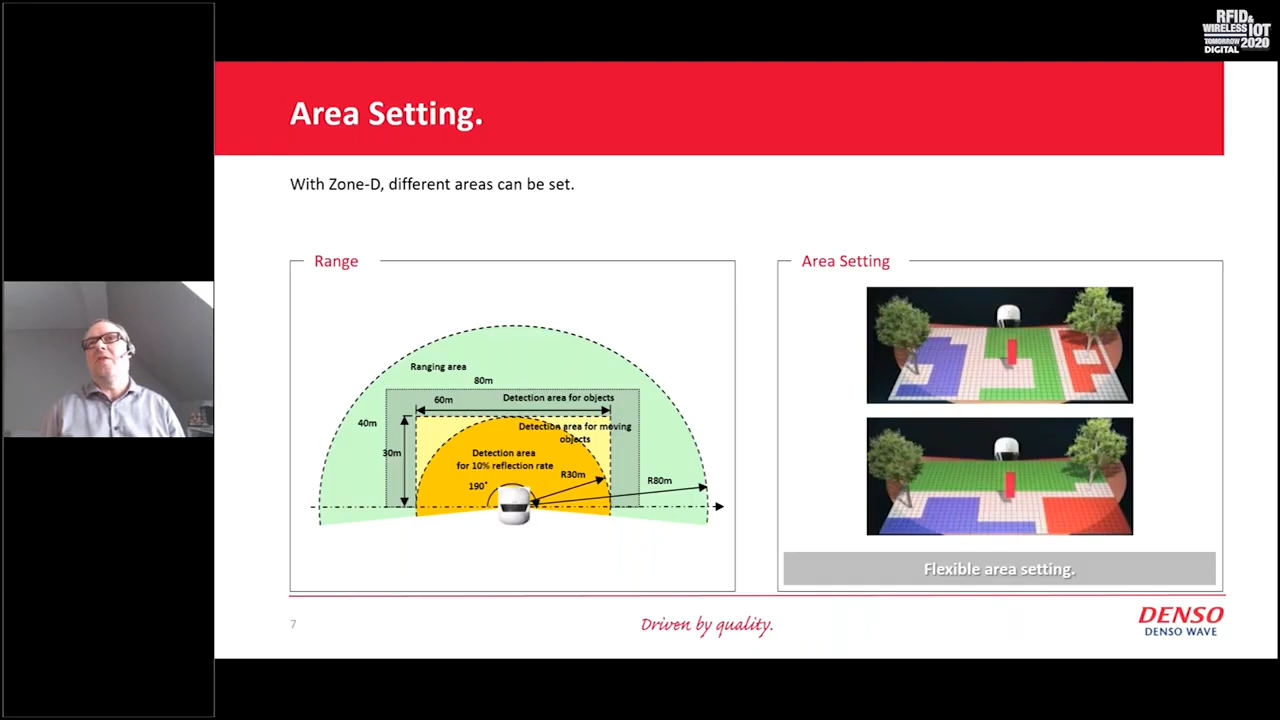 RFID&
WIRELESS IOT
TOMORROW 2020
DIGITAL
Area Setting.
With Zone-D, different areas can be set.
Range
Ranging area
80m
60m
Detection area for objects
40m
Detection area for moving
objects
30m
Detection area
for 10% reflection rate
R30m
190°
R80m
Area Setting
Flexible area setting.
7
Driven by quality.
DENSO
DENSO WAVE